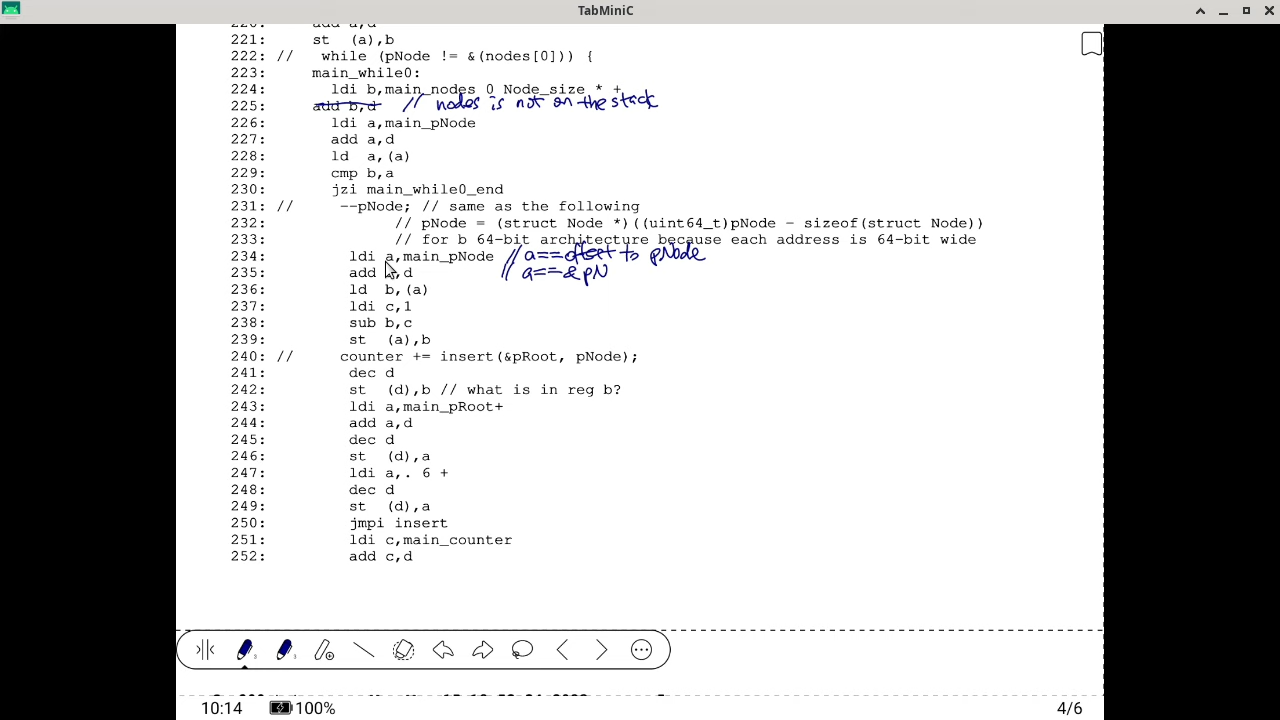 TabMiniC
220: add a,d
221: st (a),b
222: // while (pNode != &(nodes[0])) {
223: main_while0:
224: ldi b,main_nodes 0 Node_size * +
225: add b,d // nodes is not on the stack
226: ldi a,main_pNode
227: add a,d
228: ld a,(a)
229: cmp b,a
230: jzi main_while0_end
231: // --pNode; // same as the following
232: // pNode = (struct Node *)((uint64_t)pNode - sizeof(struct Node))
233: // for b 64-bit architecture because each address is 64-bit wide
234: ldi a,main_pNode // a==offset to pNode
235: add a,d // a==&pN
236: ld b,(a)
237: ldi c,1
238: sub b,c
239: st (a),b
240: // counter += insert(&pRoot, pNode);
241: dec d
242: st (d),b // what is in reg b?
243: ldi a,main_pRoot+
244: add a,d
245: dec d
246: st (d),a
247: ldi a,. 6 +
248: dec d
249: st (d),a
250: jmpi insert
251: ldi c,main_counter
252: add c,d
10:14 100% 4/6